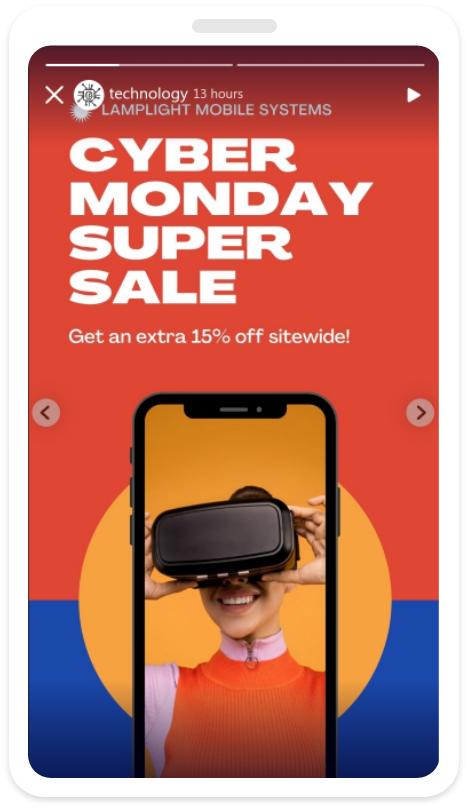 technology 13 hours
LAMPLIGHT MOBILE SYSTEMS
CYBER
MONDAY
SUPER
SALE
Get an extra 15% off sitewide!